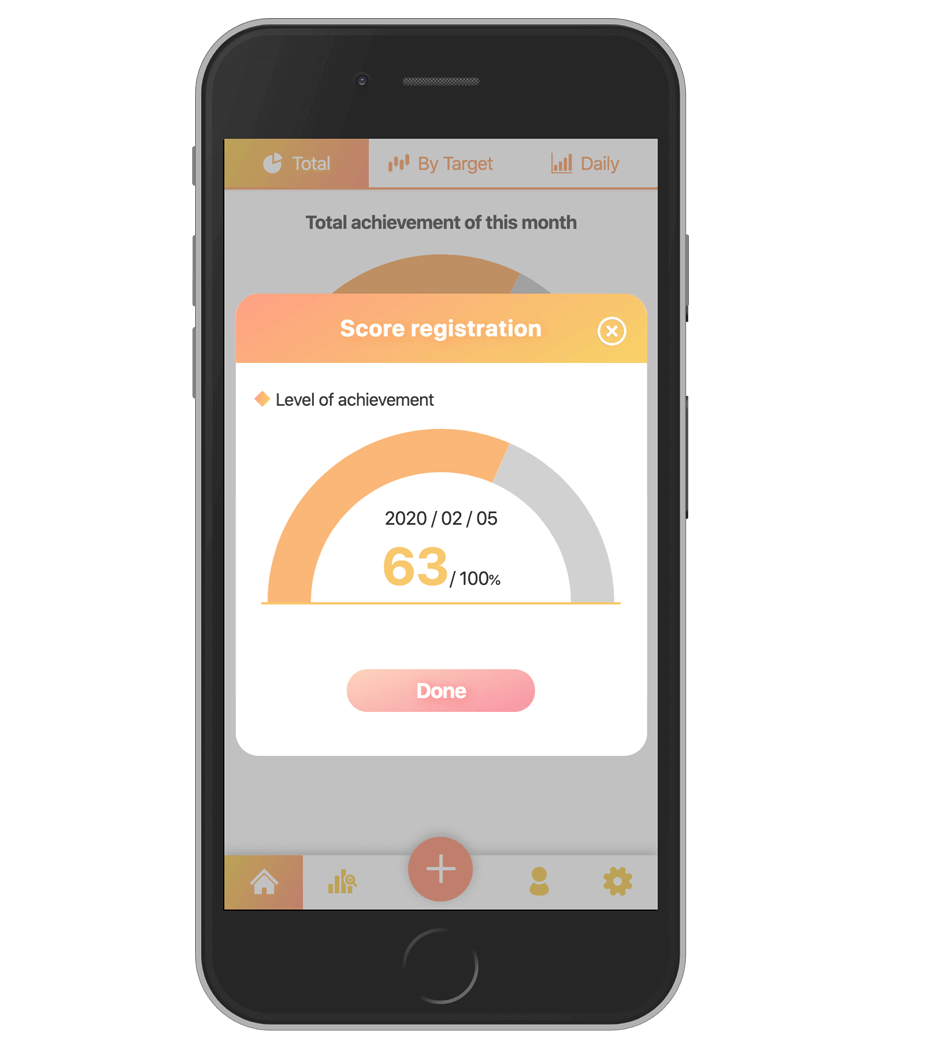 Total By Target Daily
Total achievement of this month
Score registration
Level of achievement
2020 / 02 / 05
63 / 100%
Done